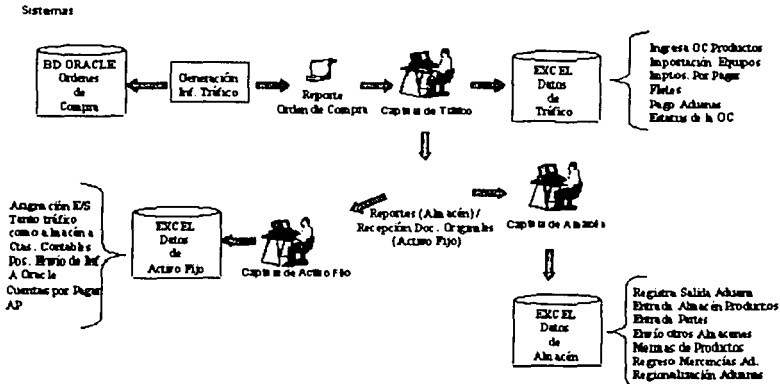 Sistemas
BD ORACLE
Ordenes
de
Compra
Generación
Inf. Tráfico
Reporte
Orden de Compra
Captura de Tráfico
EXCEL
Datos
de
Tráfico
Ingresa OC Productos
Importación Equipos
Imptos. Por Pagar
Fletes
Pago Aduanas
Estatus de la OC
Asignación E/S
Tanto tráfico
como almacén a
Ctas. Contables
Pos. Envío de Inf.
A Oracle
Cuentas por Pagar
AP
EXCEL
Datos
de
Activo Fijo
Captura de Activo Fijo
Reportes (Almacén)/
Recepción Doc. Originales
(Activo Fijo)
Captura de Almacén
EXCEL
Datos
de
Almacén
Registra Salida Aduana
Entrada Almacén Productos
Entrada Partes
Envío otros Almacenes
Mermas de Productos
Regreso Mercancías Ad.
Regionalización Aduanas